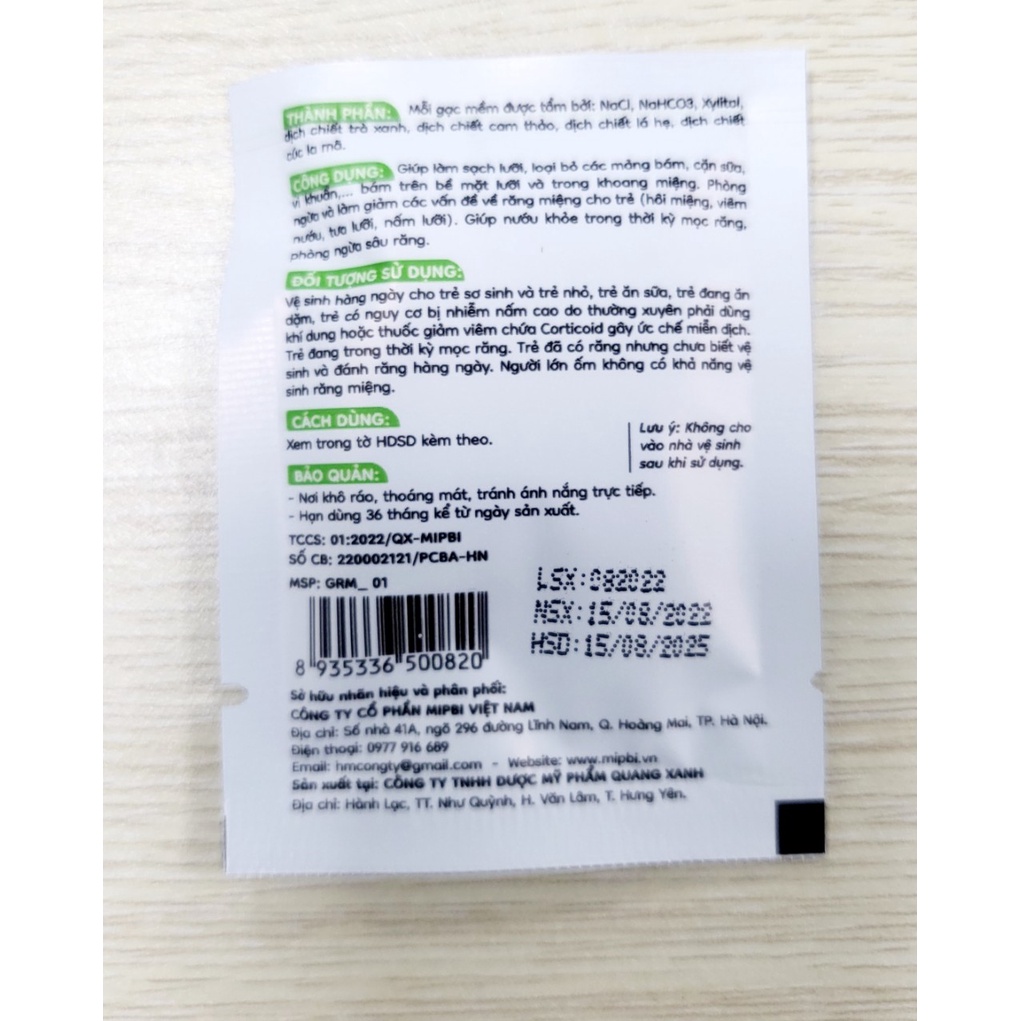 THÀNH PHẦN: Mỗi gạc mềm được tẩm bởi: NaCl, NaHCO3, Xylitol,
dịch chiết trà xanh, dịch chiết cam thảo, dịch chiết lá hẹ, dịch chiết
cúc la mã.
CÔNG DỤNG: Giúp làm sạch lưỡi, loại bỏ các mảng bám, cặn sữa,
vi khuẩn,... bám trên bề mặt lưỡi và trong khoang miệng. Phòng
ngừa và làm giảm các vấn đề về răng miệng cho trẻ (hôi miệng, viêm
nướu, tưa lưỡi, nấm lưỡi). Giúp nướu khỏe trong thời kỳ mọc răng,
phòng ngừa sâu răng.
ĐỐI TƯỢNG SỬ DỤNG:
Vệ sinh hàng ngày cho trẻ sơ sinh và trẻ nhỏ, trẻ ăn sữa, trẻ đang ăn
dặm, trẻ có nguy cơ bị nhiễm nấm cao do thường xuyên phải dùng
khí dung hoặc thuốc giảm viêm chứa Corticoid gây ức chế miễn dịch.
Trẻ đang trong thời kỳ mọc răng. Trẻ đã có răng nhưng chưa biết vệ
sinh và đánh răng hàng ngày. Người lớn ốm không có khả năng vệ
sinh răng miệng.
CÁCH DÙNG:
Xem trong tờ HDSD kèm theo.
Lưu ý: Không cho
vào nhà vệ sinh
sau khi sử dụng.
BẢO QUẢN:
- Nơi khô ráo, thoáng mát, tránh ánh nắng trực tiếp.
- Hạn dùng 36 tháng kể từ ngày sản xuất.
TCCS: 01:2022/QX-MIPBI
SỐ CB: 220002121/PCBA-HN
MSP: GRM_ 01
LSX:082022
NSX:15/08/2022
HSD:15/08/2025
8 935336 500820
Sở hữu nhãn hiệu và phân phối:
CÔNG TY CỔ PHẦN MIPBI VIỆT NAM
Địa chỉ: Số nhà 41A, ngõ 296 đường Lĩnh Nam, Q. Hoàng Mai, TP. Hà Nội.
Điện thoại: 0977 916 689
Email: hmcongty@gmail.com - Website: www.mipbi.vn
Sản xuất tại: CÔNG TY TNHH DƯỢC MỸ PHẨM QUANG XANH
Địa chỉ: Hành Lạc, TT. Như Quỳnh, H. Văn Lâm, T. Hưng Yên.